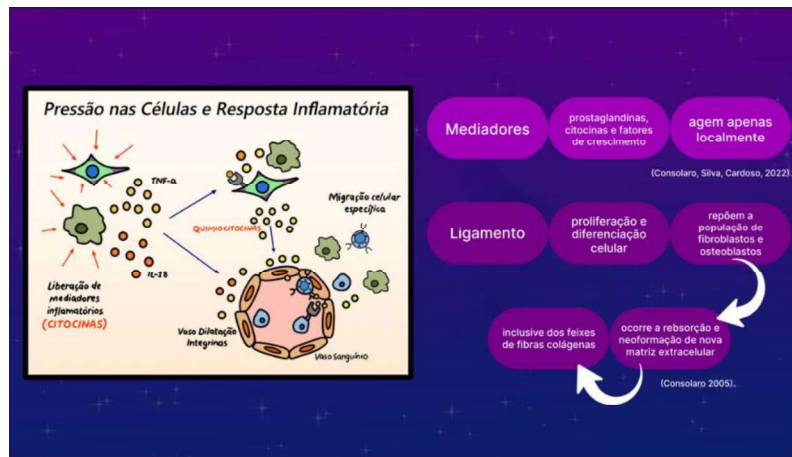 Pressão nas Células e Resposta Inflamatória
TNF-α
Liberação de
mediadores
inflamatórios
(CITOCINAS)
QUIMIOCITOCINAS
Migração celular
específica
Vaso Dilatação
Integrinas
Vaso Sanguíneo
Mediadores
prostaglandinas,
citocinas e fatores
de crescimento
agem apenas
localmente
(Consolaro, Silva, Cardoso, 2022).
Ligamento
proliferação e
diferenciação
celular
repõem a
população de
fibroblastos e
osteoblastos
inclusive dos feixes
de fibras colágenas
ocorre a rebsorção e
neoformação de nova
matriz extracelular
(Consolaro 2005).